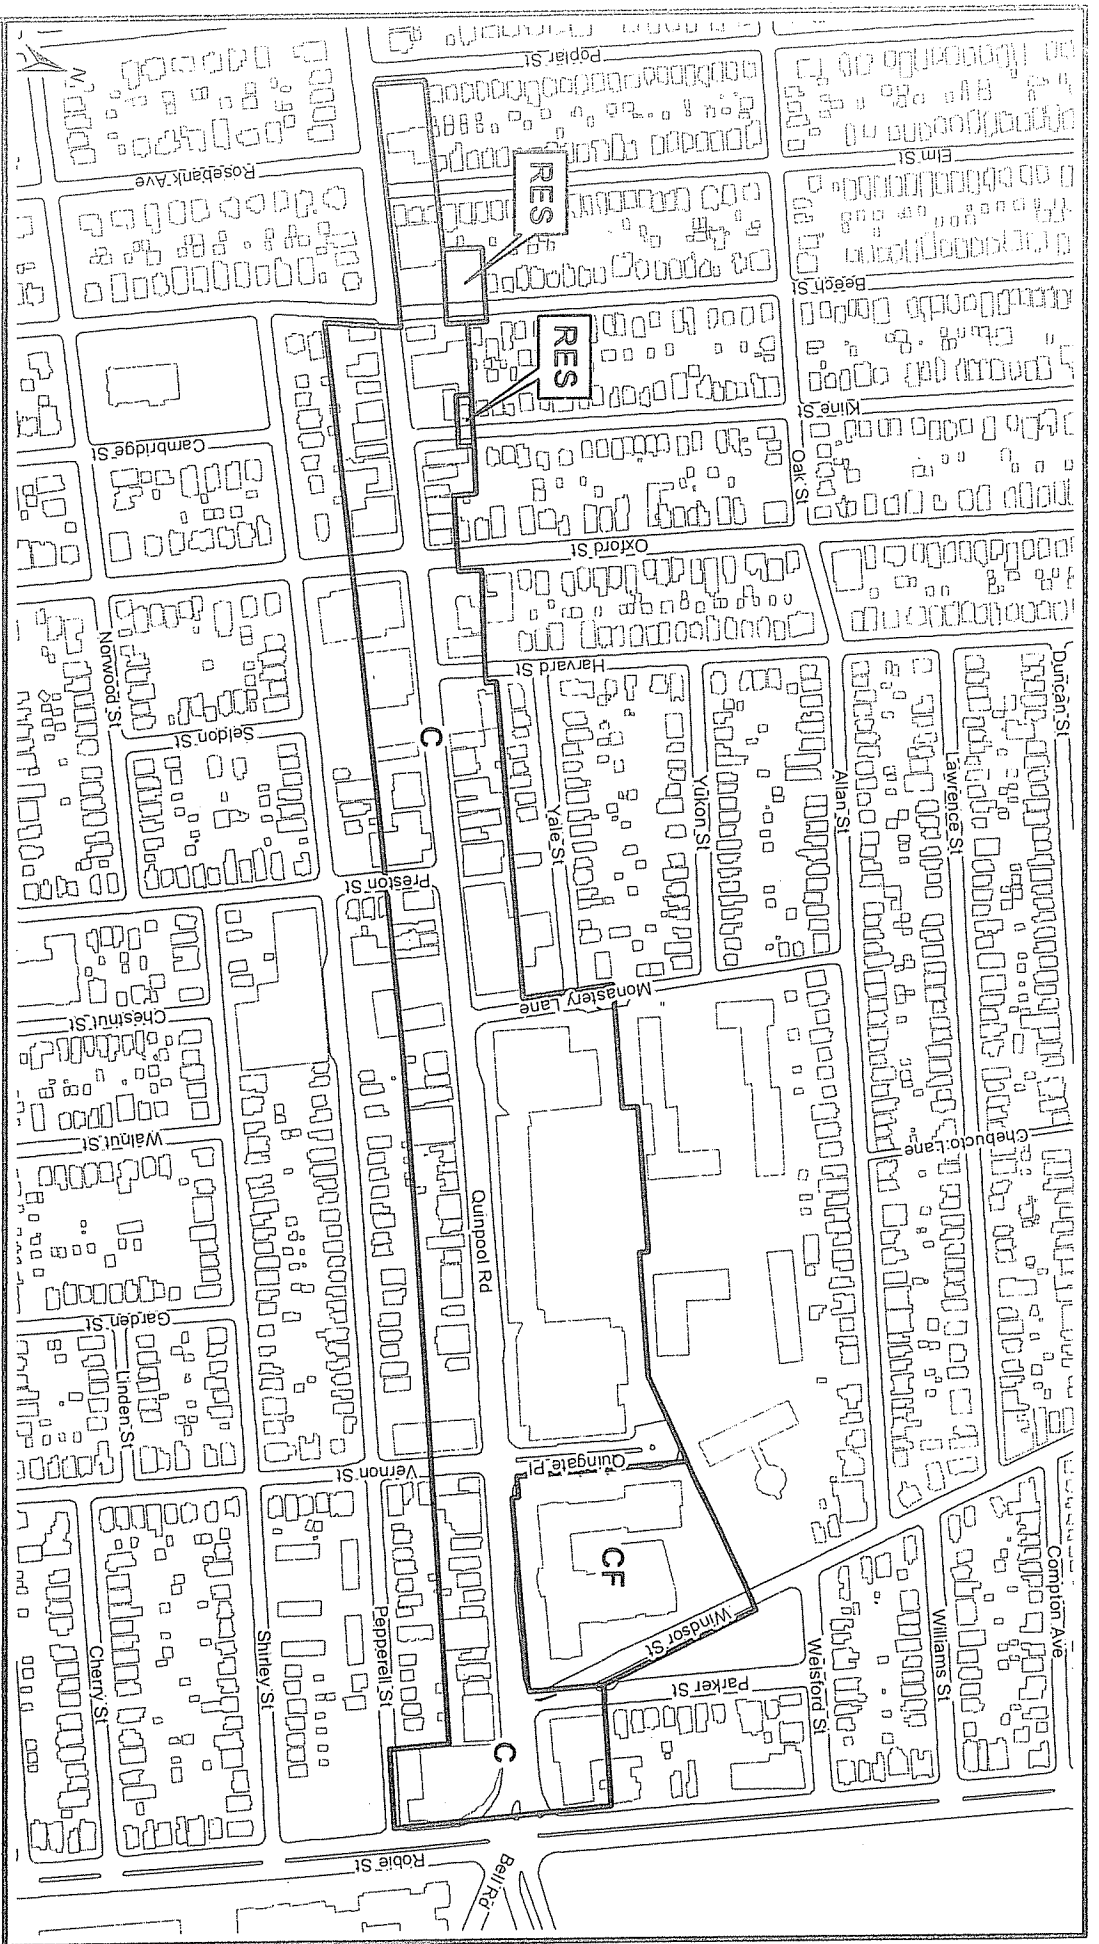 N
Poplar St
Rosebank Ave
RES
Elm St
Beech St
RES
Kline St
Cambridge St
Oak St
Oxford St
Harvard St
Norwood St
Seldon St
C
Yale St
Yukon St
Allan St
Lawrence St
Duncan St
Preston St
Monastery Lane
Chestnut St
Walnut St
Chebucto Lane
Quinpool Rd
Garden St
Linden St
Vernon St
Quingate Pl
CF
Windsor St
Compton Ave
Williams St
Welsford St
Parker St
Pepperell St
Shirley St
Cherry St
C
Robie St
Bell Rd